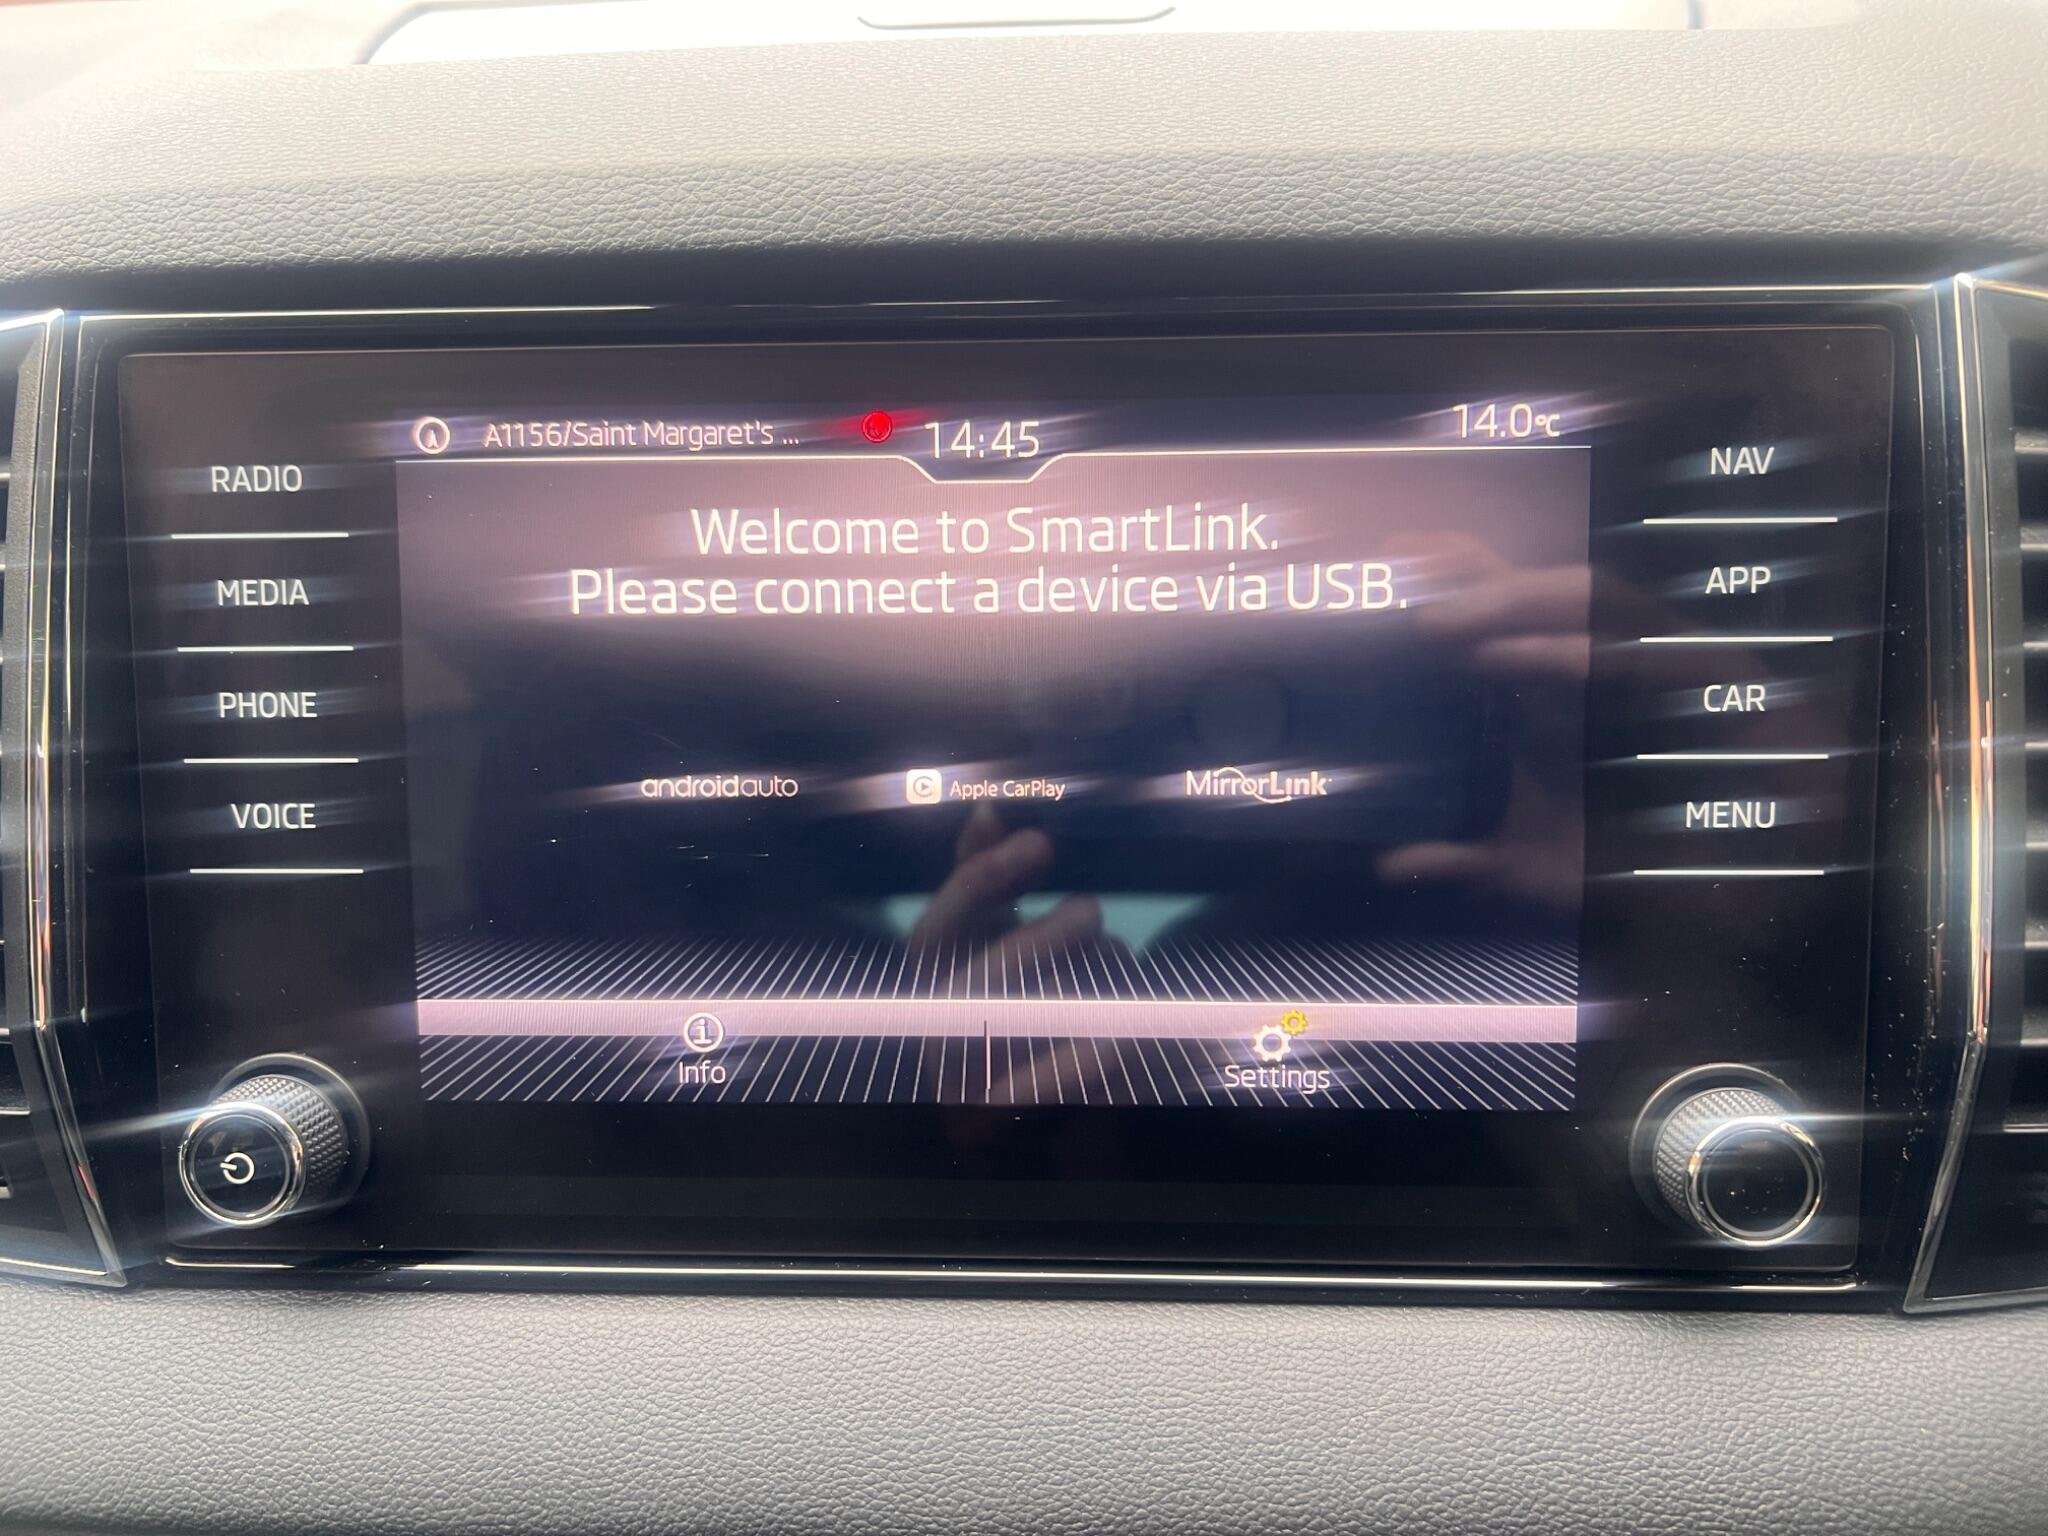 A1156/Saint Margaret's ...
14:45
14.0°C
RADIO
MEDIA
PHONE
VOICE
Welcome to SmartLink.
Please connect a device via USB.
androidauto
Apple CarPlay
MirrorLink
Info
Settings
NAV
APP
CAR
MENU